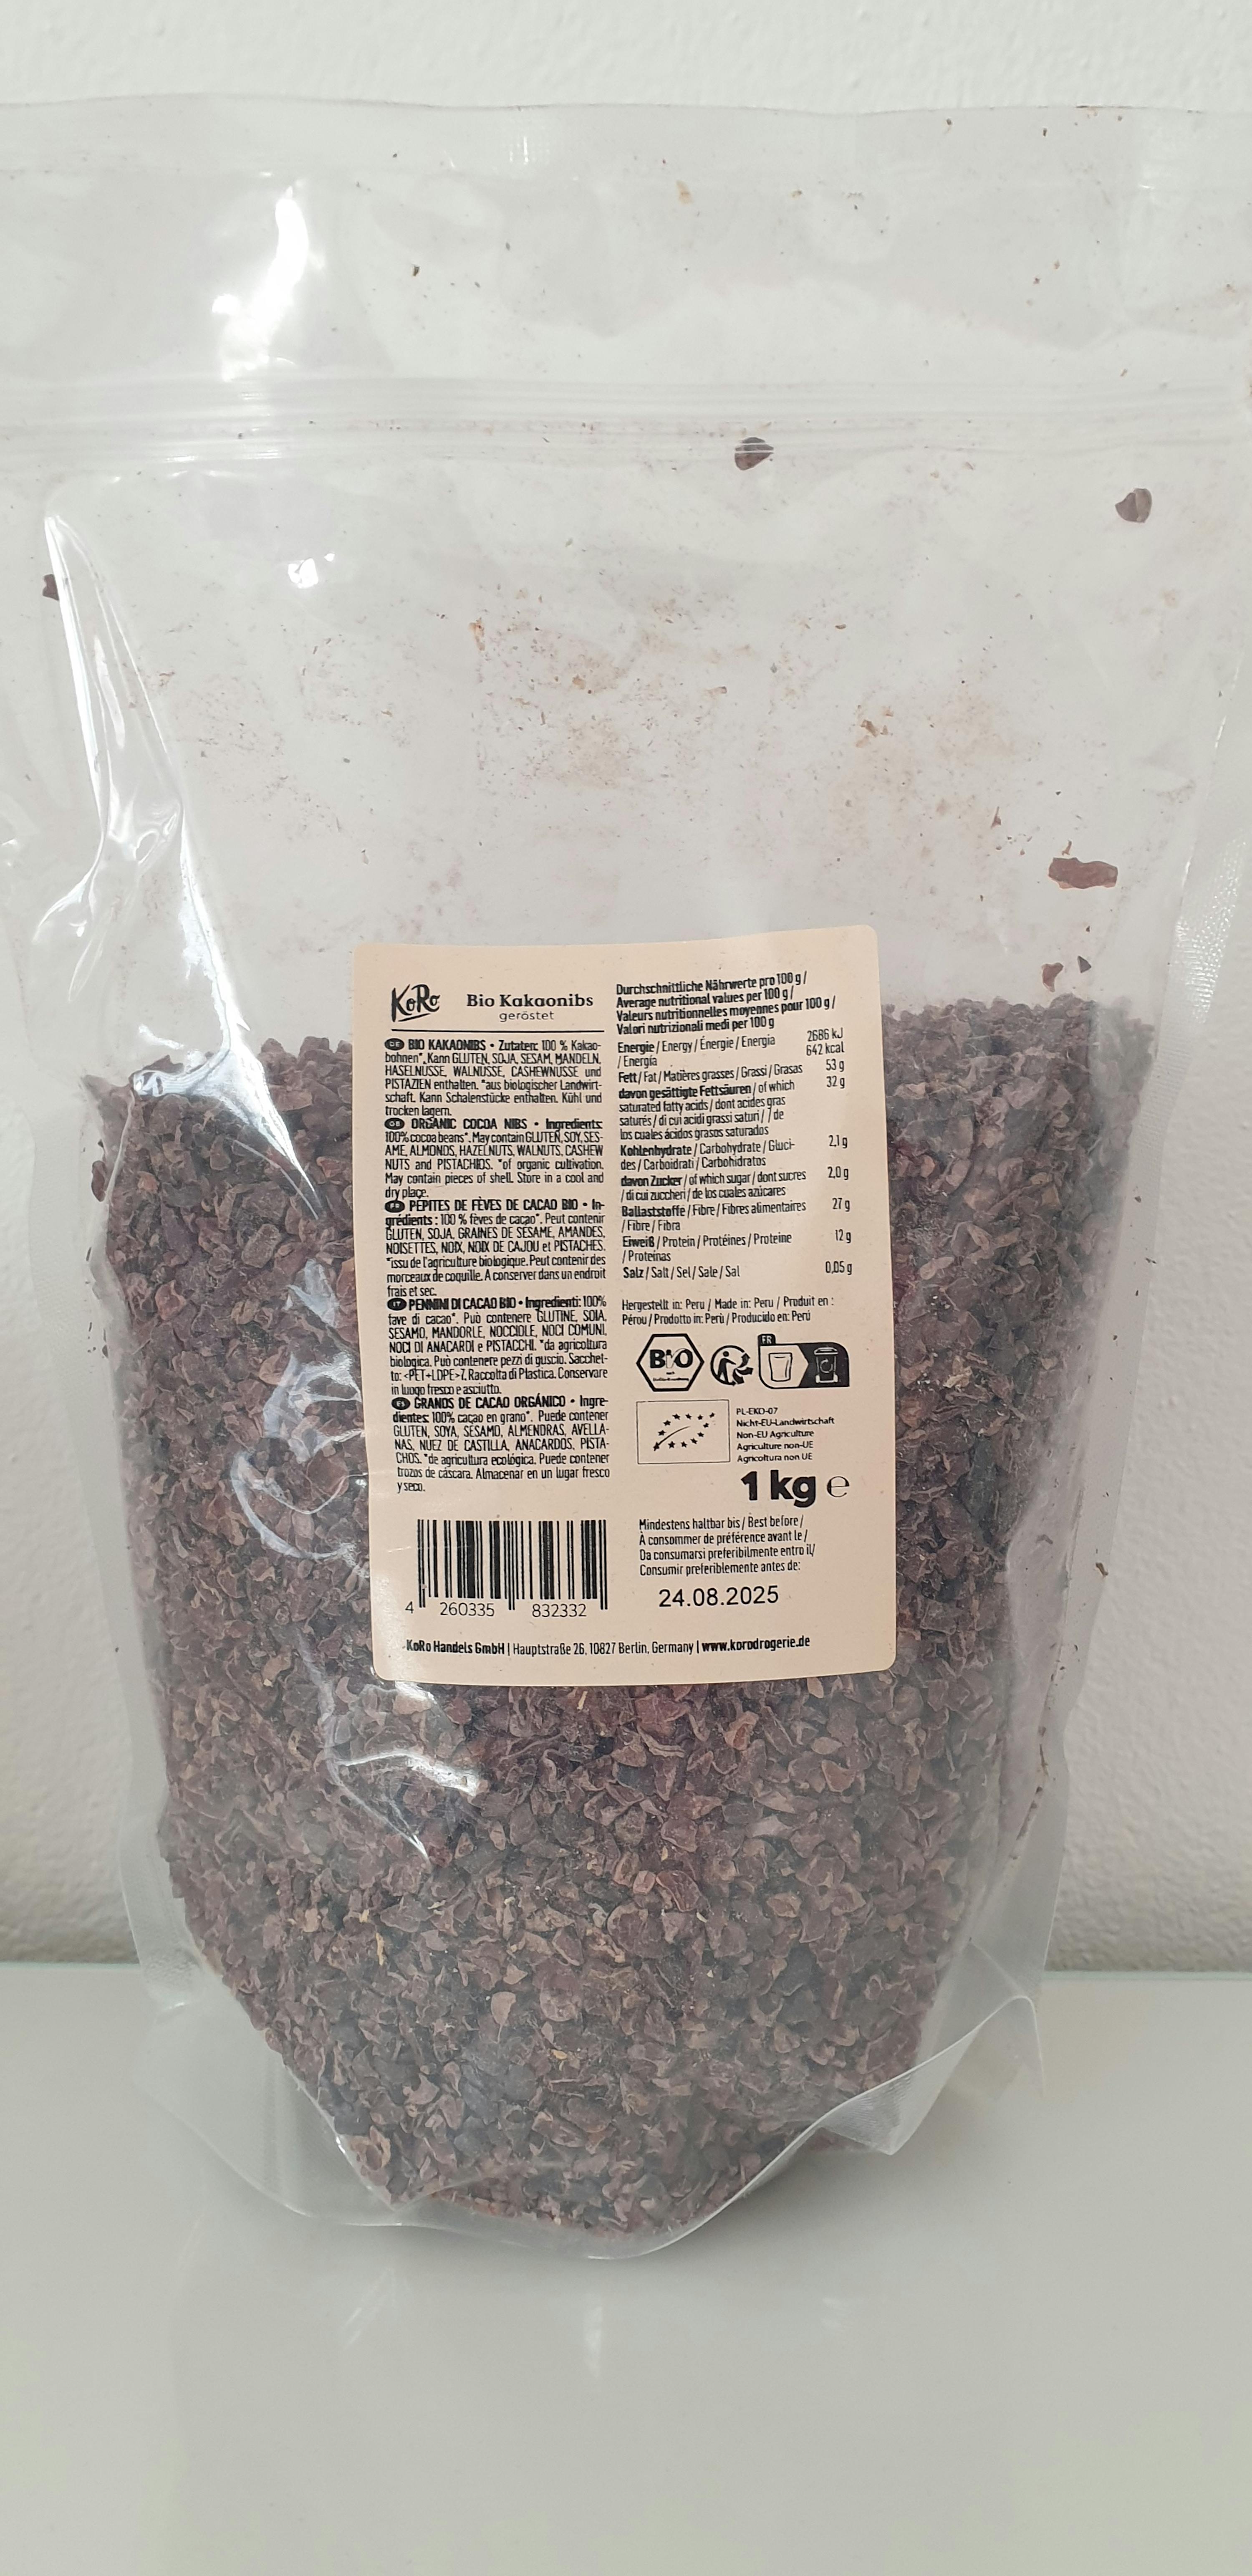 KoRo
Bio Kakaonibs
geröstet
DE BIO KAKAONIBS • Zutaten: 100 % Kakao-
bohnen*. Kann GLUTEN, SOJA, SESAM, MANDELN,
HASELNÜSSE, WALNÜSSE, CASHEWNÜSSE und
PISTAZIEN enthalten. *aus biologischer Landwirt-
schaft. Kann Schalenstücke enthalten. Kühl und
trocken lagern.
GB ORGANIC COCOA NIBS • Ingredients:
100% cocoa beans*. May contain GLUTEN, SOY, SES-
AME, ALMONDS, HAZELNUTS, WALNUTS, CASHEW
NUTS and PISTACHIOS. *of organic cultivation.
May contain pieces of shell. Store in a cool and
dry place.
FR PÉPITES DE FÈVES DE CACAO BIO • In-
grédients : 100 % fèves de cacao*. Peut contenir
GLUTEN, SOJA, GRAINES DE SÉSAME, AMANDES,
NOISETTES, NOIX, NOIX DE CAJOU et PISTACHES.
*issu de l'agriculture biologique. Peut contenir des
morceaux de coquille. A conserver dans un endroit
frais et sec.
IT PENNINI DI CACAO BIO • Ingredienti: 100%
fave di cacao*. Può contenere GLUTINE, SOIA,
SESAMO, MANDORLE, NOCCIOLE, NOCI COMUNI,
NOCI DI ANACARDI e PISTACCHI. *da agricoltura
biologica. Può contenere pezzi di guscio. Sacchet-
to: <PET+LDPE>7. Raccolta di Plastica. Conservare
in luogo fresco e asciutto.
ES GRANOS DE CACAO ORGÁNICO • Ingre-
dientes: 100% cacao en grano*. Puede contener
GLUTEN, SOYA, SÉSAMO, ALMENDRAS, AVELLA-
NAS, NUEZ DE CASTILLA, ANACARDOS, PISTA-
CHOS. *de agricultura ecológica. Puede contener
trozos de cáscara. Almacenar en un lugar fresco
y seco.
4 260335 832332
Durchschnittliche Nährwerte pro 100 g /
Average nutritional values per 100 g /
Valeurs nutritionnelles moyennes pour 100 g /
Valori nutrizionali medi per 100 g
Energie / Energy / Énergie / Energia 2686 kJ
/ Energía 642 kcal
Fett / Fat / Matières grasses / Grassi / Grasas 53 g
davon gesättigte Fettsäuren / of which 32 g
saturated fatty acids / dont acides gras
saturés / di cui acidi grassi saturi / / de
los cuales ácidos grasos saturados
Kohlenhydrate / Carbohydrate / Gluci- 2,1 g
des / Carboidrati / Carbohidratos
davon Zucker / of which sugar / dont sucres 2,0 g
/ di cui zuccheri / de los cuales azúcares
Ballaststoffe / Fibre / Fibres alimentaires 27 g
/ Fibre / Fibra
Eiweiß / Protein / Protéines / Proteine 12 g
/ Proteínas
Salz / Salt / Sel / Sale / Sal 0,05 g
Hergestellt in: Peru / Made in: Peru / Produit en :
Pérou / Prodotto in: Perù / Producido en: Perú
BIO
FR
PL-EKO-07
Nicht-EU-Landwirtschaft
Non-EU Agriculture
Agriculture non-UE
Agricoltura non UE
1 kg e
Mindestens haltbar bis / Best before /
À consommer de préférence avant le /
Da consumarsi preferibilmente entro il/
Consumir preferiblemente antes de:
24.08.2025
KoRo Handels GmbH | Hauptstraße 26, 10827 Berlin, Germany | www.korodrogerie.de